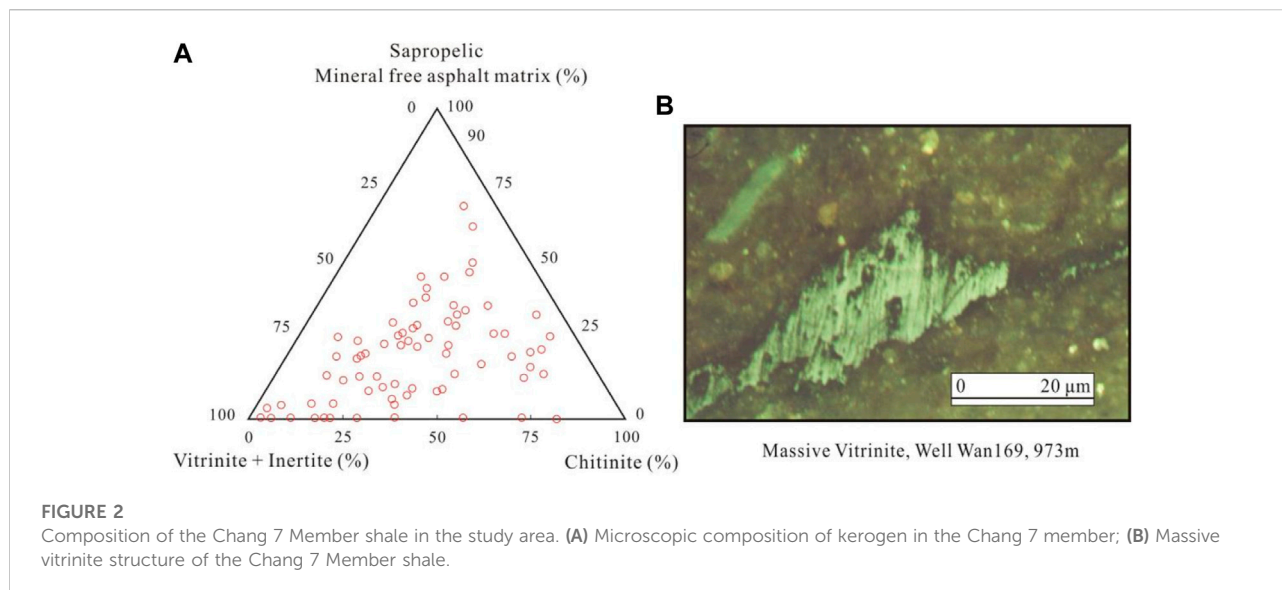 A
Sapropelic
Mineral free asphalt matrix (%)
0 100
90
25 75
50 50
75 25
100 0
0 25 50 75 100
Vitrinite + Inertite (%) Chitinite (%)
B
0 20 μm
Massive Vitrinite, Well Wan169, 973m
FIGURE 2
Composition of the Chang 7 Member shale in the study area. (A) Microscopic composition of kerogen in the Chang 7 member; (B) Massive
vitrinite structure of the Chang 7 Member shale.